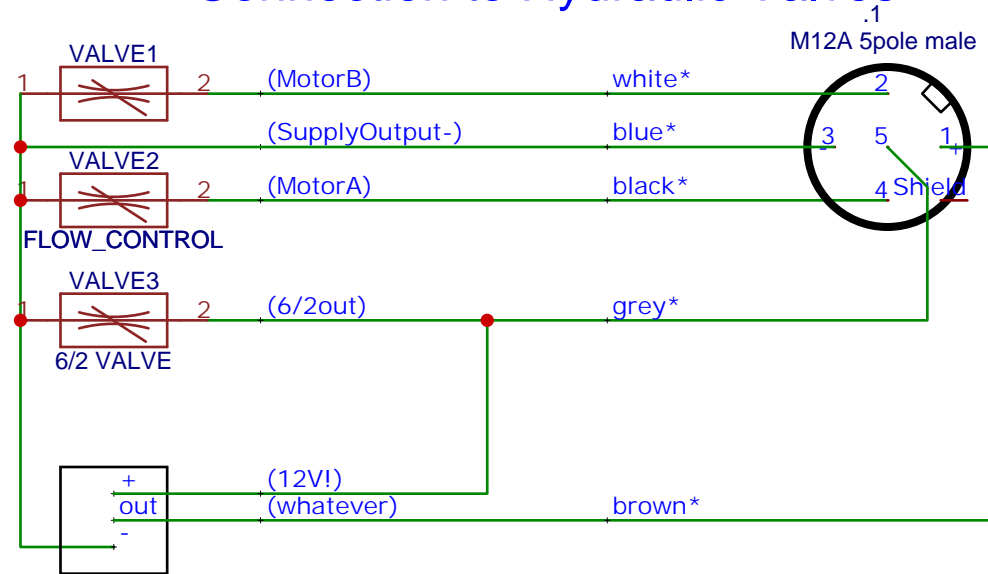 .1
M12A 5pole male
VALVE1
1 2 (MotorB) white* 2
(SupplyOutput-) blue* 3 5 1
- +
VALVE2
1 2 (MotorA) black* 4 Shield
FLOW_CONTROL
VALVE3
1 2 (6/2out) grey*
6/2 VALVE
+ (12V!)
out (whatever) brown*
-